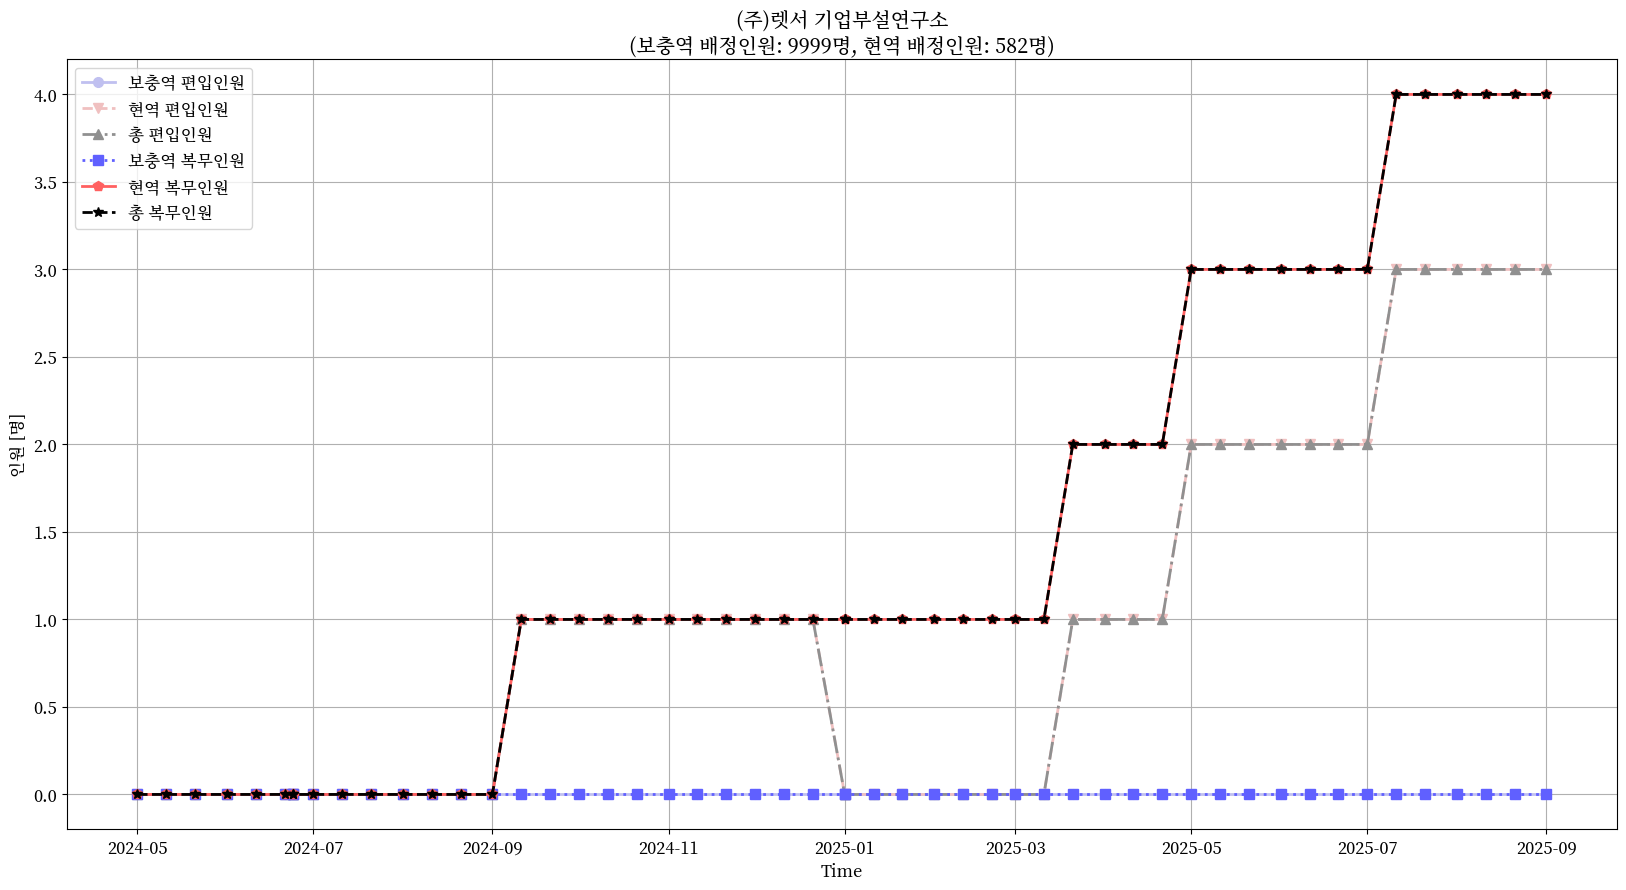 (주)렛서 기업부설연구소
(보충역 배정인원: 9999명, 현역 배정인원: 582명)
보충역 편입인원
현역 편입인원
총 편입인원
보충역 복무인원
현역 복무인원
총 복무인원
인원 [명]
4.0
3.5
3.0
2.5
2.0
1.5
1.0
0.5
0.0
2024-05
2024-07
2024-09
2024-11
2025-01
2025-03
2025-05
2025-07
2025-09
Time